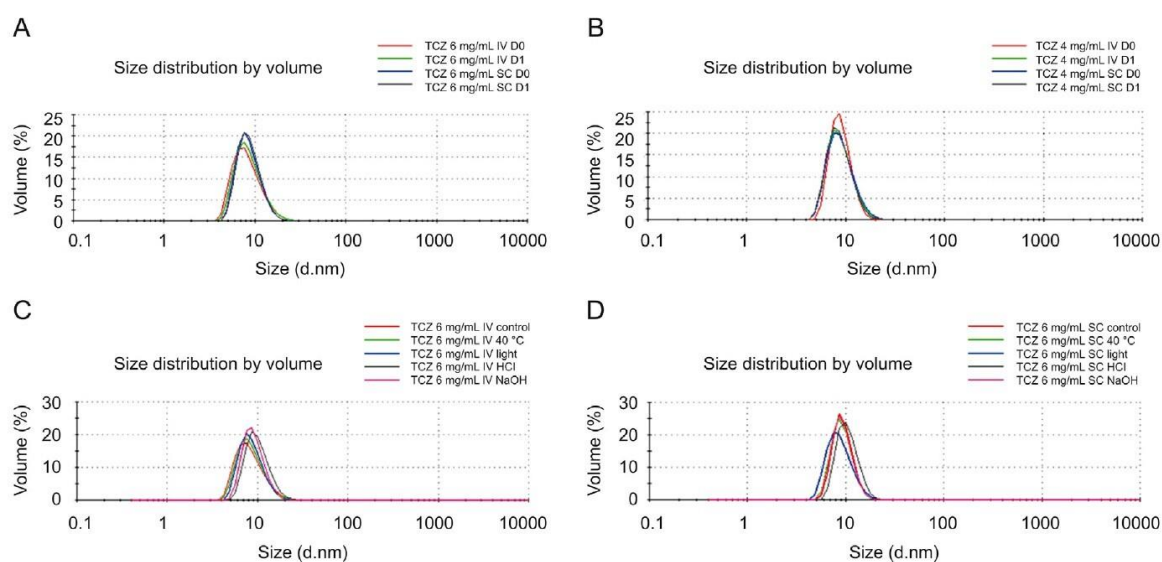 A
Size distribution by volume
TCZ 6 mg/mL IV D0
TCZ 6 mg/mL IV D1
TCZ 6 mg/mL SC D0
TCZ 6 mg/mL SC D1
Volume (%)
25
20
15
10
5
0
0.1
1
10
100
1000
10000
Size (d.nm)
B
Size distribution by volume
TCZ 4 mg/mL IV D0
TCZ 4 mg/mL IV D1
TCZ 4 mg/mL SC D0
TCZ 4 mg/mL SC D1
Volume (%)
25
20
15
10
5
0
0.1
1
10
100
1000
10000
Size (d.nm)
C
Size distribution by volume
TCZ 6 mg/mL IV control
TCZ 6 mg/mL IV 40 °C
TCZ 6 mg/mL IV light
TCZ 6 mg/mL IV HCl
TCZ 6 mg/mL IV NaOH
Volume (%)
30
20
10
0
0.1
1
10
100
1000
10000
Size (d.nm)
D
Size distribution by volume
TCZ 6 mg/mL SC control
TCZ 6 mg/mL SC 40 °C
TCZ 6 mg/mL SC light
TCZ 6 mg/mL SC HCl
TCZ 6 mg/mL SC NaOH
Volume (%)
30
20
10
0
0.1
1
10
100
1000
10000
Size (d.nm)